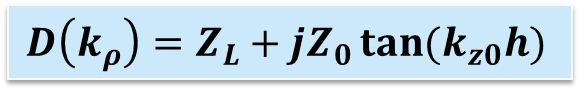 D(kρ) = ZL + jZ0 tan(kz0h)